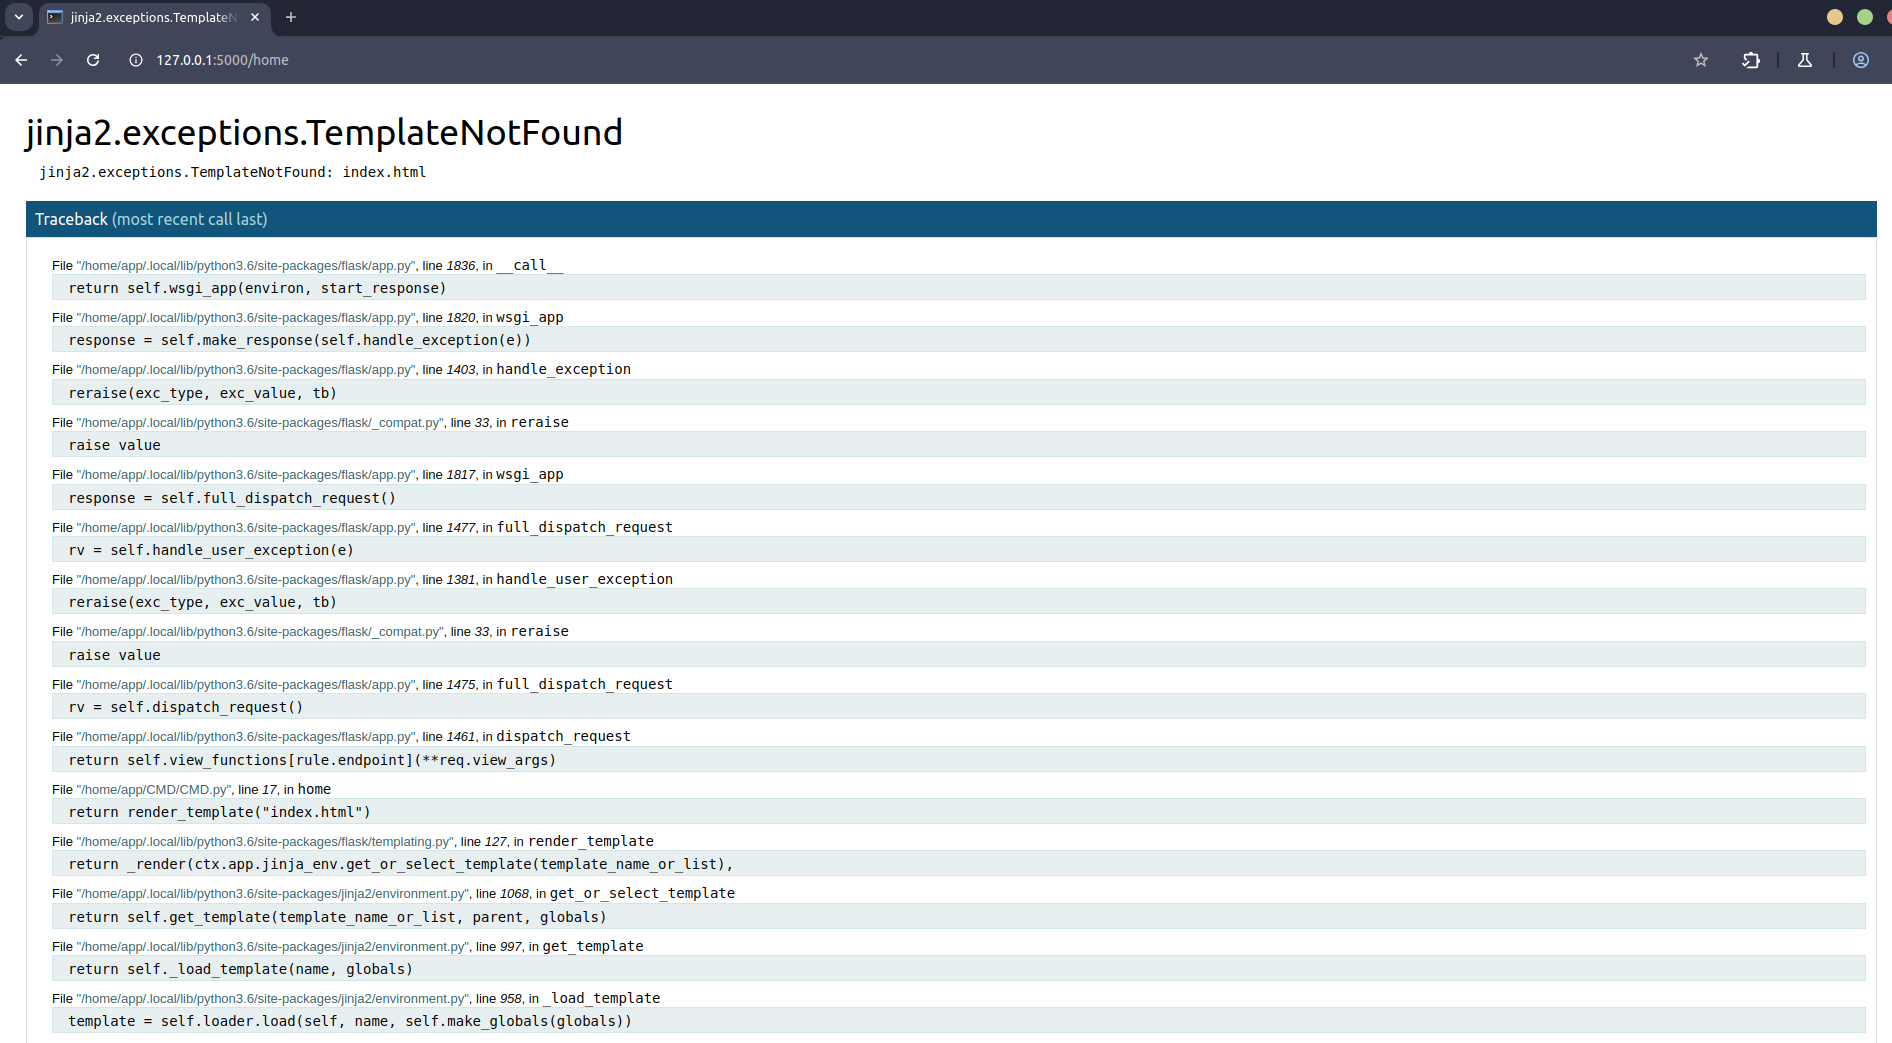 jinja2.exceptions.TemplateN
127.0.0.1:5000/home
jinja2.exceptions.TemplateNotFound
jinja2.exceptions.TemplateNotFound: index.html
Traceback (most recent call last)
File "/home/app/.local/lib/python3.6/site-packages/flask/app.py", line 1836, in __call__
return self.wsgi_app(environ, start_response)
File "/home/app/.local/lib/python3.6/site-packages/flask/app.py", line 1820, in wsgi_app
response = self.make_response(self.handle_exception(e))
File "/home/app/.local/lib/python3.6/site-packages/flask/app.py", line 1403, in handle_exception
reraise(exc_type, exc_value, tb)
File "/home/app/.local/lib/python3.6/site-packages/flask/_compat.py", line 33, in reraise
raise value
File "/home/app/.local/lib/python3.6/site-packages/flask/app.py", line 1817, in wsgi_app
response = self.full_dispatch_request()
File "/home/app/.local/lib/python3.6/site-packages/flask/app.py", line 1477, in full_dispatch_request
rv = self.handle_user_exception(e)
File "/home/app/.local/lib/python3.6/site-packages/flask/app.py", line 1381, in handle_user_exception
reraise(exc_type, exc_value, tb)
File "/home/app/.local/lib/python3.6/site-packages/flask/_compat.py", line 33, in reraise
raise value
File "/home/app/.local/lib/python3.6/site-packages/flask/app.py", line 1475, in full_dispatch_request
rv = self.dispatch_request()
File "/home/app/.local/lib/python3.6/site-packages/flask/app.py", line 1461, in dispatch_request
return self.view_functions[rule.endpoint](**req.view_args)
File "/home/app/CMD/CMD.py", line 17, in home
return render_template("index.html")
File "/home/app/.local/lib/python3.6/site-packages/flask/templating.py", line 127, in render_template
return _render(ctx.app.jinja_env.get_or_select_template(template_name_or_list),
File "/home/app/.local/lib/python3.6/site-packages/jinja2/environment.py", line 1068, in get_or_select_template
return self.get_template(template_name_or_list, parent, globals)
File "/home/app/.local/lib/python3.6/site-packages/jinja2/environment.py", line 997, in get_template
return self._load_template(name, globals)
File "/home/app/.local/lib/python3.6/site-packages/jinja2/environment.py", line 958, in _load_template
template = self.loader.load(self, name, self.make_globals(globals))